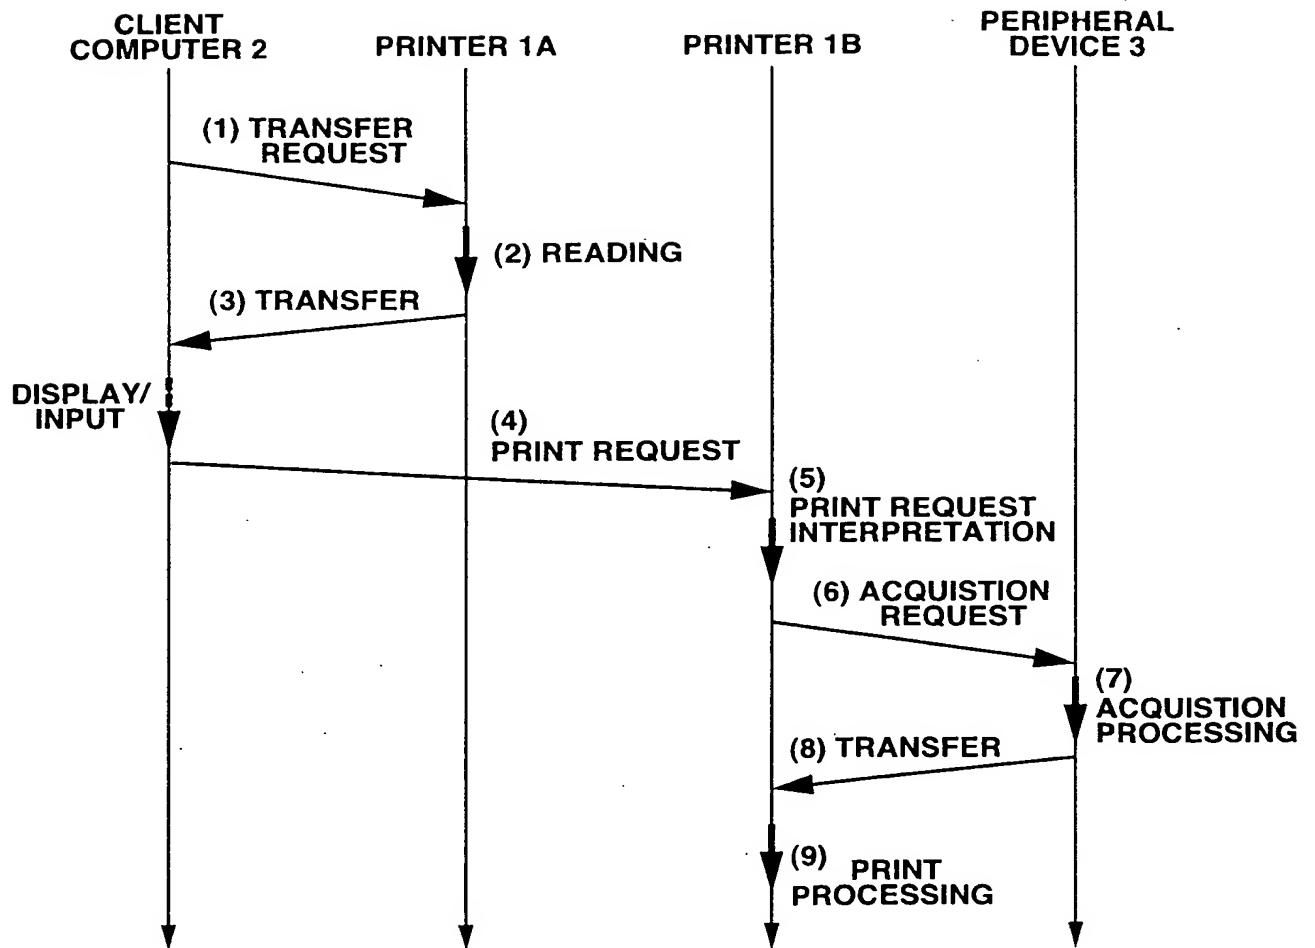 CLIENT
COMPUTER 2
PRINTER 1A
PRINTER 1B
PERIPHERAL
DEVICE 3
(1) TRANSFER
REQUEST
(2) READING
(3) TRANSFER
DISPLAY/
INPUT
(4)
PRINT REQUEST
(5)
PRINT REQUEST
INTERPRETATION
(6) ACQUISTION
REQUEST
(7)
ACQUISTION
PROCESSING
(8) TRANSFER
(9) PRINT
PROCESSING